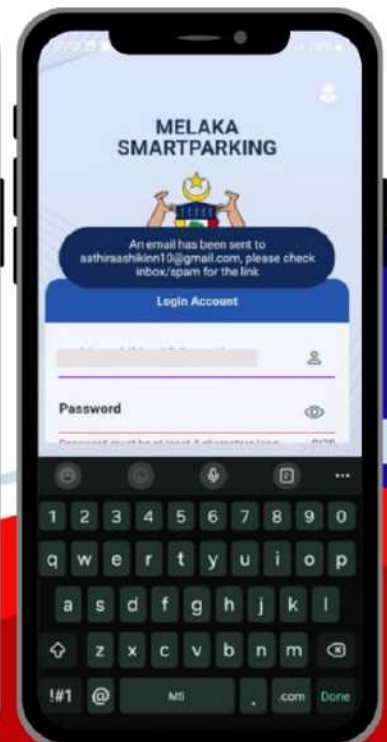 MELAKA
SMARTPARKING
An email has been sent to
aathiraashikinn10@gmail.com, please check
inbox/spam for the link
Login Account
Password
1 2 3 4 5 6 7 8 9 0
q w e r t y u i o p
a s d f g h j k l
z x c v b n m
!#1 @ MS . .com Done